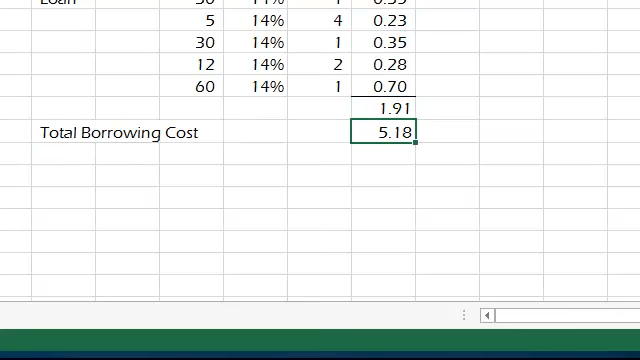 5 14% 4 0.23
30 14% 1 0.35
12 14% 2 0.28
60 14% 1 0.70
1.91
Total Borrowing Cost 5.18